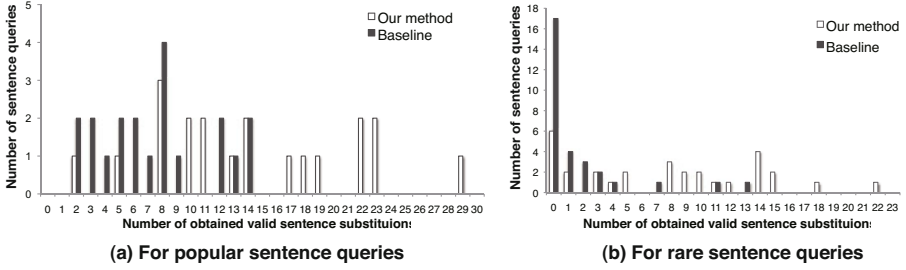 5
4
3
2
1
0
Number of sentence queries
Our method
Baseline
0 1 2 3 4 5 6 7 8 9 10 11 12 13 14 15 16 17 18 19 20 21 22 23 24 25 26 27 28 29 30
Number of obtained valid sentence substituions
(a) For popular sentence queries
18
16
14
12
10
8
6
4
2
0
Number of sentence queries
Our method
Baseline
0 1 2 3 4 5 6 7 8 9 10 11 12 13 14 15 16 17 18 19 20 21 22 23
Number of obtained valid sentence substituions
(b) For rare sentence queries